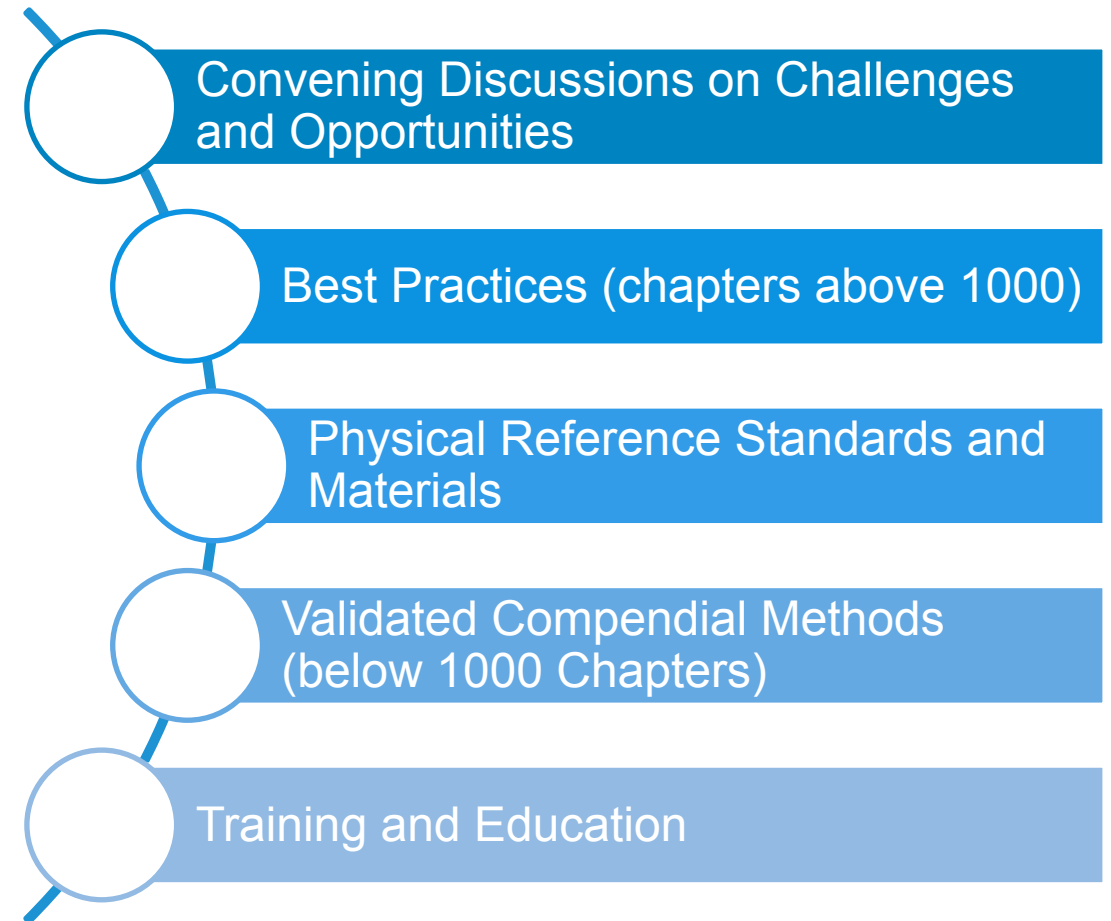 Convening Discussions on Challenges
and Opportunities
Best Practices (chapters above 1000)
Physical Reference Standards and
Materials
Validated Compendial Methods
(below 1000 Chapters)
Training and Education